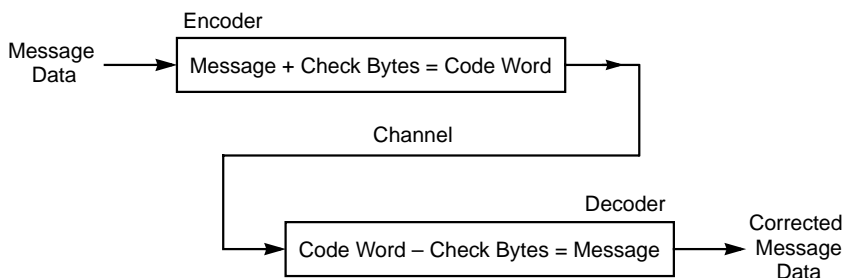 Encoder
Message
Data
Message + Check Bytes = Code Word
Channel
Decoder
Code Word – Check Bytes = Message
Corrected
Message
Data